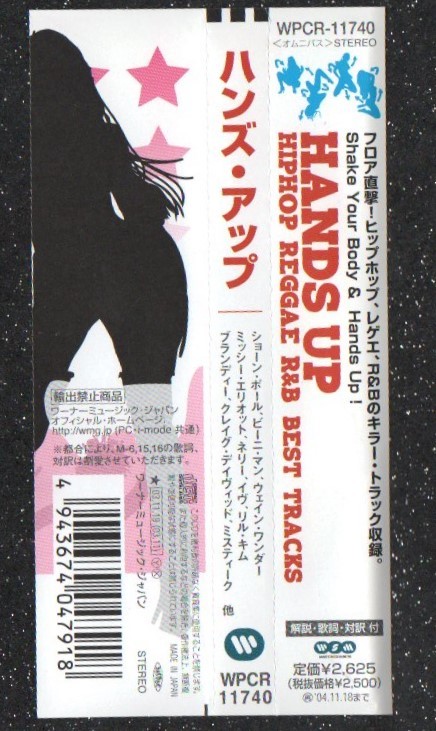 WPCR-11740
<オムニバス>STEREO
フロア直撃!ヒップホップ、レゲエ、R&Bのキラー・トラック収録。
Shake Your Body & Hands Up!
HANDS UP
HIPHOP REGGAE R&B BEST TRACKS
解説・歌詞・対訳 付
WSM
定価¥2,625
(税抜価格¥2,500)
'04.11.18まで
ハンズ・アップ
ショーン・ポール、ビーニ・マン、ウェイン・ワンダー
ミッシー・エリオット、ネリー、イヴ、リル・キム
ブランディー、クレイグ・デイヴィッド、ミスティーク 他
WPCR
11740
輸出禁止商品
ワーナーミュージック・ジャパン
オフィシャル・ホームページ
http://wmg.jp (PC・i-mode 共通)
※都合により、M-6,15,16の歌詞、
対訳は割愛させていただきます。
MADE IN JAPAN
ワーナーミュージック・ジャパン
STEREO
4 943674 047918